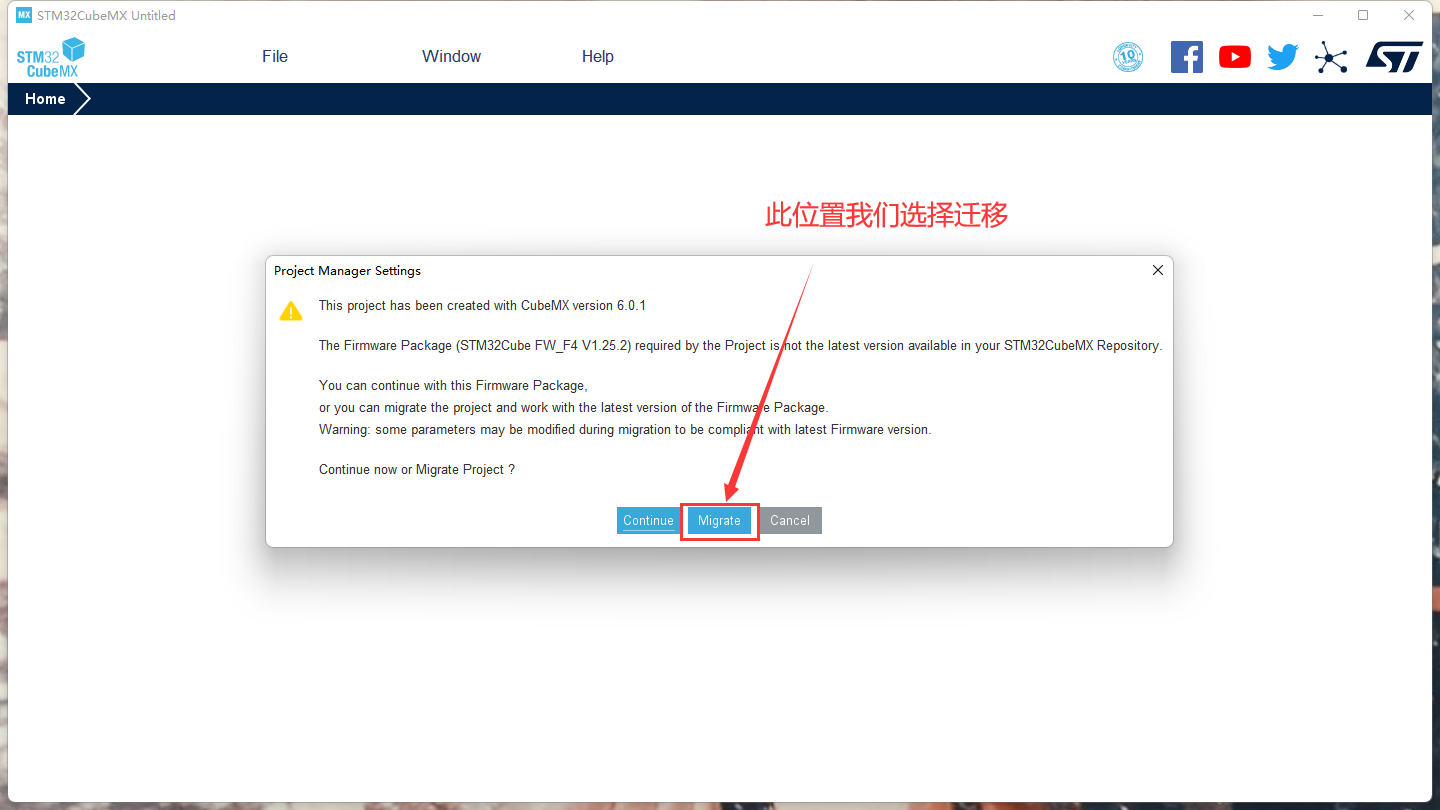 MX STM32CubeMX Untitled
STM32
CubeMX
File Window Help
10
ST
Home
此位置我们选择迁移
Project Manager Settings
This project has been created with CubeMX version 6.0.1
The Firmware Package (STM32Cube FW_F4 V1.25.2) required by the Project is not the latest version available in your STM32CubeMX Repository.
You can continue with this Firmware Package,
or you can migrate the project and work with the latest version of the Firmware Package.
Warning: some parameters may be modified during migration to be compliant with latest Firmware version.
Continue now or Migrate Project ?
Continue Migrate Cancel